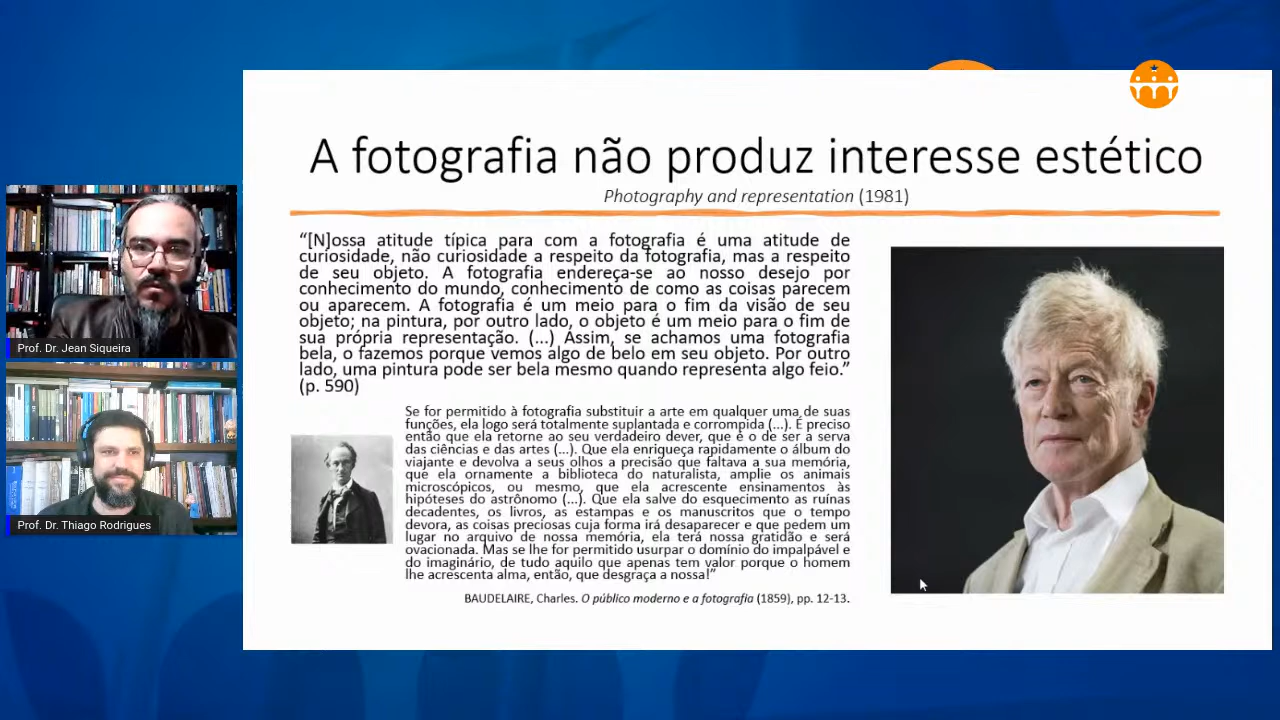 A fotografia não produz interesse estético
Photography and representation (1981)
“[N]ossa atitude típica para com a fotografia é uma atitude de
curiosidade, não curiosidade a respeito da fotografia, mas a respeito
de seu objeto. A fotografia endereça-se ao nosso desejo por
conhecimento do mundo, conhecimento de como as coisas parecem
ou aparecem. A fotografia é um meio para o fim da visão de seu
objeto; na pintura, por outro lado, o objeto é um meio para o fim de
sua própria representação. (...) Assim, se achamos uma fotografia
bela, o fazemos porque vemos algo de belo em seu objeto. Por outro
lado, uma pintura pode ser bela mesmo quando representa algo feio.”
(p. 590)
Se for permitido à fotografia substituir a arte em qualquer uma de suas
funções, ela logo será totalmente suplantada e corrompida (...). É preciso
então que ela retorne ao seu verdadeiro dever, que é o de ser a serva
das ciências e das artes (...). Que ela enriqueça rapidamente o álbum do
viajante e devolva a seus olhos a precisão que faltava a sua memória,
que ela ornamente a biblioteca do naturalista, amplie os animais
microscópicos, ou mesmo, que ela acrescente ensinamentos às
hipóteses do astrônomo (...). Que ela salve do esquecimento as ruínas
decadentes, os livros, as estampas e os manuscritos que o tempo
devora, as coisas preciosas cuja forma irá desaparecer e que pedem um
lugar no arquivo de nossa memória, ela terá nossa gratidão e será
ovacionada. Mas se lhe for permitido usurpar o domínio do impalpável e
do imaginário, de tudo aquilo que apenas tem valor porque o homem
lhe acrescenta alma, então, que desgraça a nossa!”
BAUDELAIRE, Charles. O público moderno e a fotografia (1859), pp. 12-13.
Prof. Dr. Jean Siqueira
Prof. Dr. Thiago Rodrigues